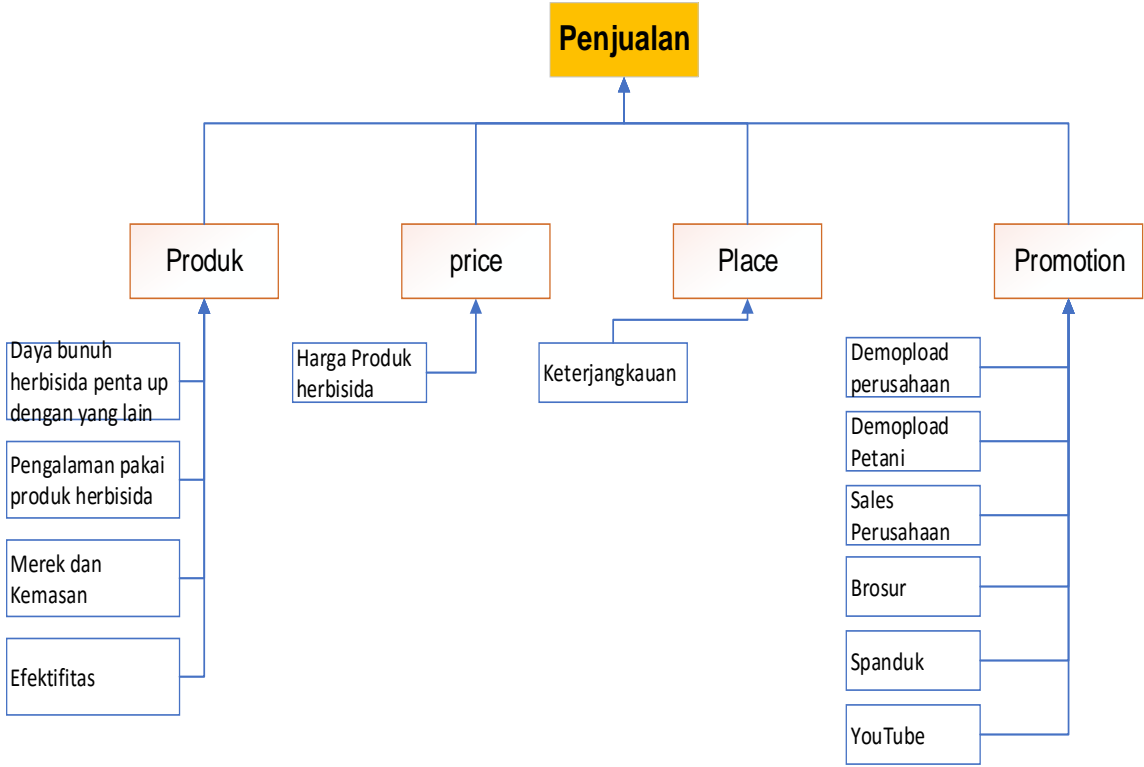 Penjualan
Produk
price
Place
Promotion
Daya bunuh
herbisida penta up
dengan yang lain
Pengalaman pakai
produk herbisida
Merek dan
Kemasan
Efektifitas
Harga Produk
herbisida
Keterjangkauan
Demopload
perusahaan
Demopload
Petani
Sales
Perusahaan
Brosur
Spanduk
YouTube